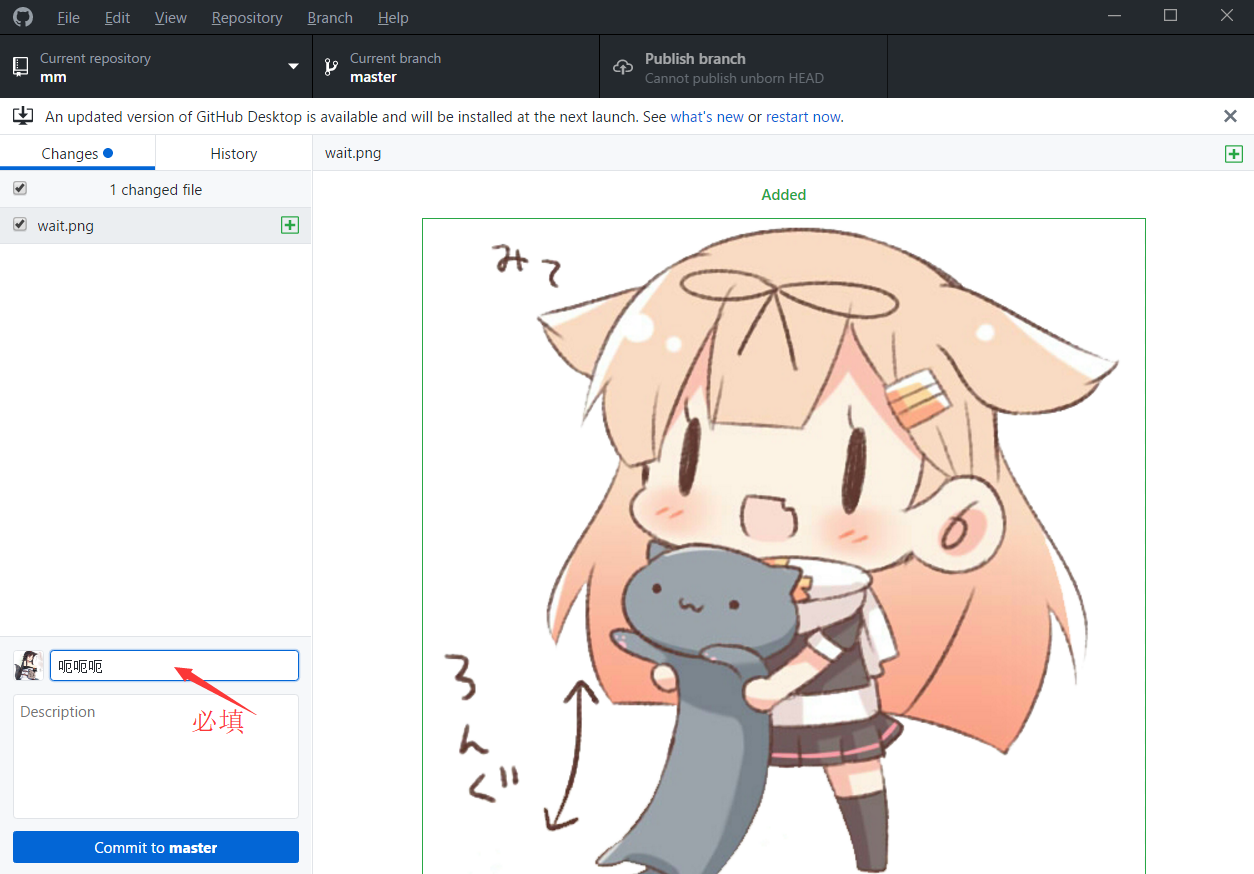 File Edit View Repository Branch Help
Current repository
mm
Current branch
master
Publish branch
Cannot publish unborn HEAD
An updated version of GitHub Desktop is available and will be installed at the next launch. See what's new or restart now.
Changes
History
1 changed file
wait.png
wait.png
Added
みて
ろんぐ
呃呃呃
必填
Description
Commit to master